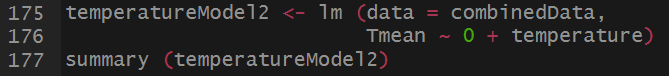 175 temperatureModel2 <- lm (data = combinedData,
176                          Tmean ~ 0 + temperature)
177 summary (temperatureModel2)